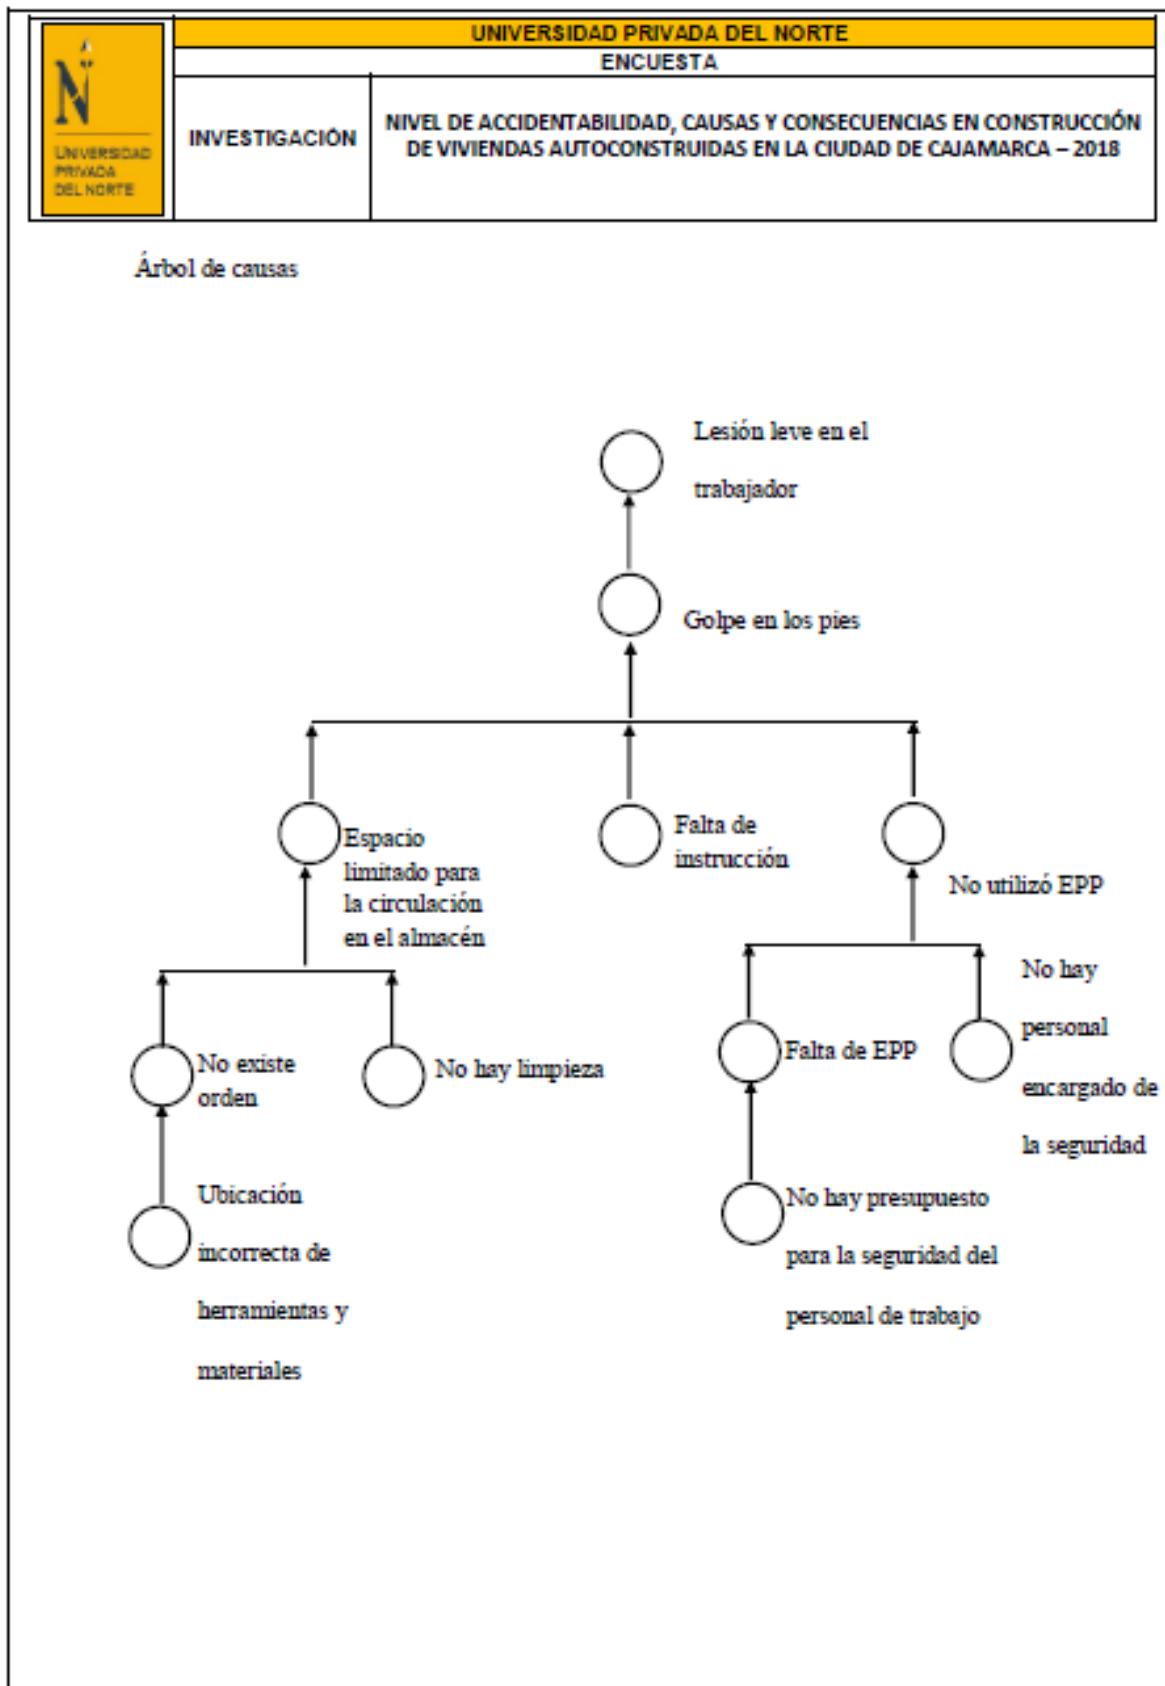 UNIVERSIDAD PRIVADA DEL NORTE
ENCUESTA
N
UNIVERSIDAD
PRIVADA
DEL NORTE
INVESTIGACIÓN
NIVEL DE ACCIDENTABILIDAD, CAUSAS Y CONSECUENCIAS EN CONSTRUCCIÓN
DE VIVIENDAS AUTOCONSTRUIDAS EN LA CIUDAD DE CAJAMARCA – 2018
Árbol de causas
Lesión leve en el
trabajador
Golpe en los pies
Espacio
limitado para
la circulación
en el almacén
Falta de
instrucción
No utilizó EPP
No existe
orden
No hay limpieza
Falta de EPP
No hay
personal
encargado de
la seguridad
Ubicación
incorrecta de
herramientas y
materiales
No hay presupuesto
para la seguridad del
personal de trabajo